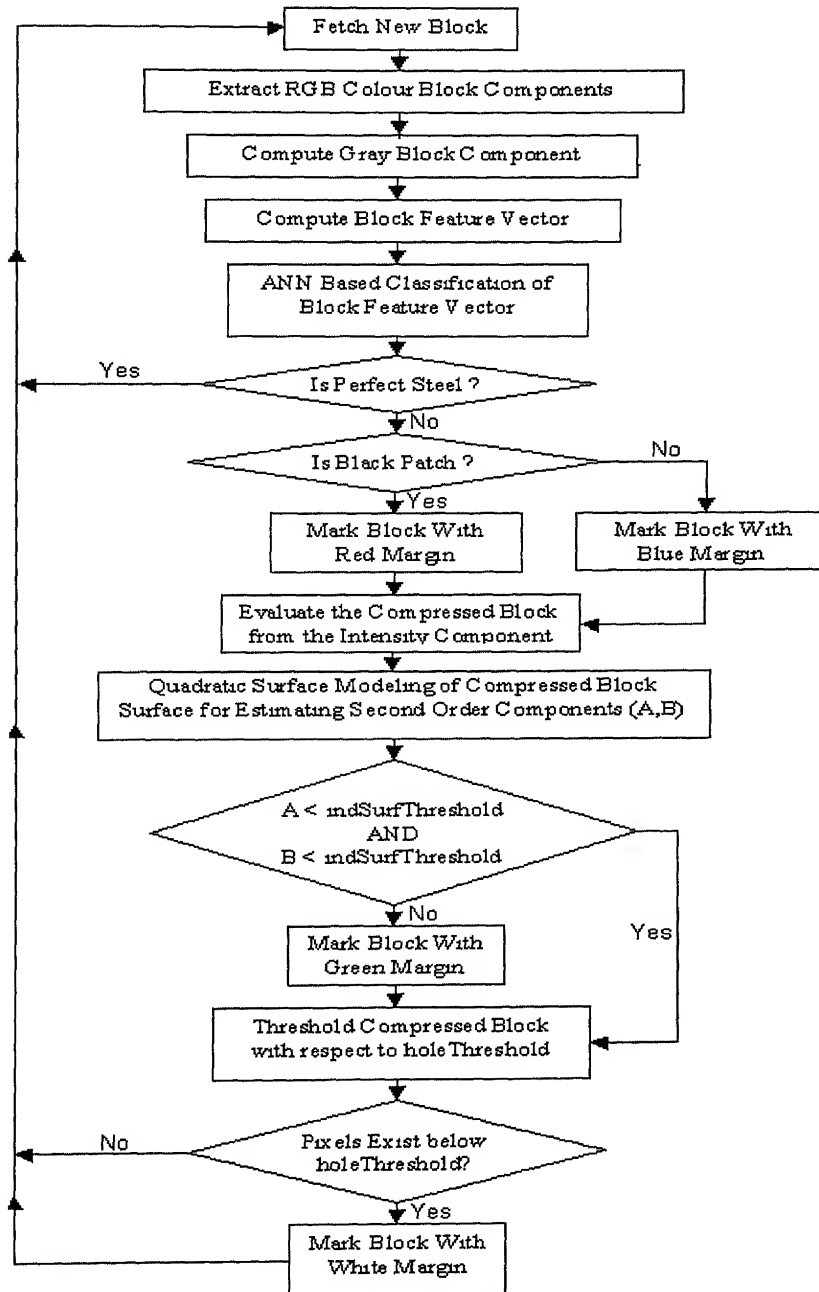 Fetch New Block
Extract RGB Colour Block Components
Compute Gray Block Component
Compute Block Feature Vector
ANN Based Classification of
Block Feature Vector
Yes
Is Perfect Steel ?
No
Is Black Patch ?
No
Yes
Mark Block With
Red Margin
Mark Block With
Blue Margin
Evaluate the Compressed Block
from the Intensity Component
Quadratic Surface Modeling of Compressed Block
Surface for Estimating Second Order Components (A,B)
A < indSurfThreshold
AND
B < indSurfThreshold
No
Yes
Mark Block With
Green Margin
Threshold Compressed Block
with respect to holeThreshold
No
Pixels Exist below
holeThreshold?
Yes
Mark Block With
White Margin